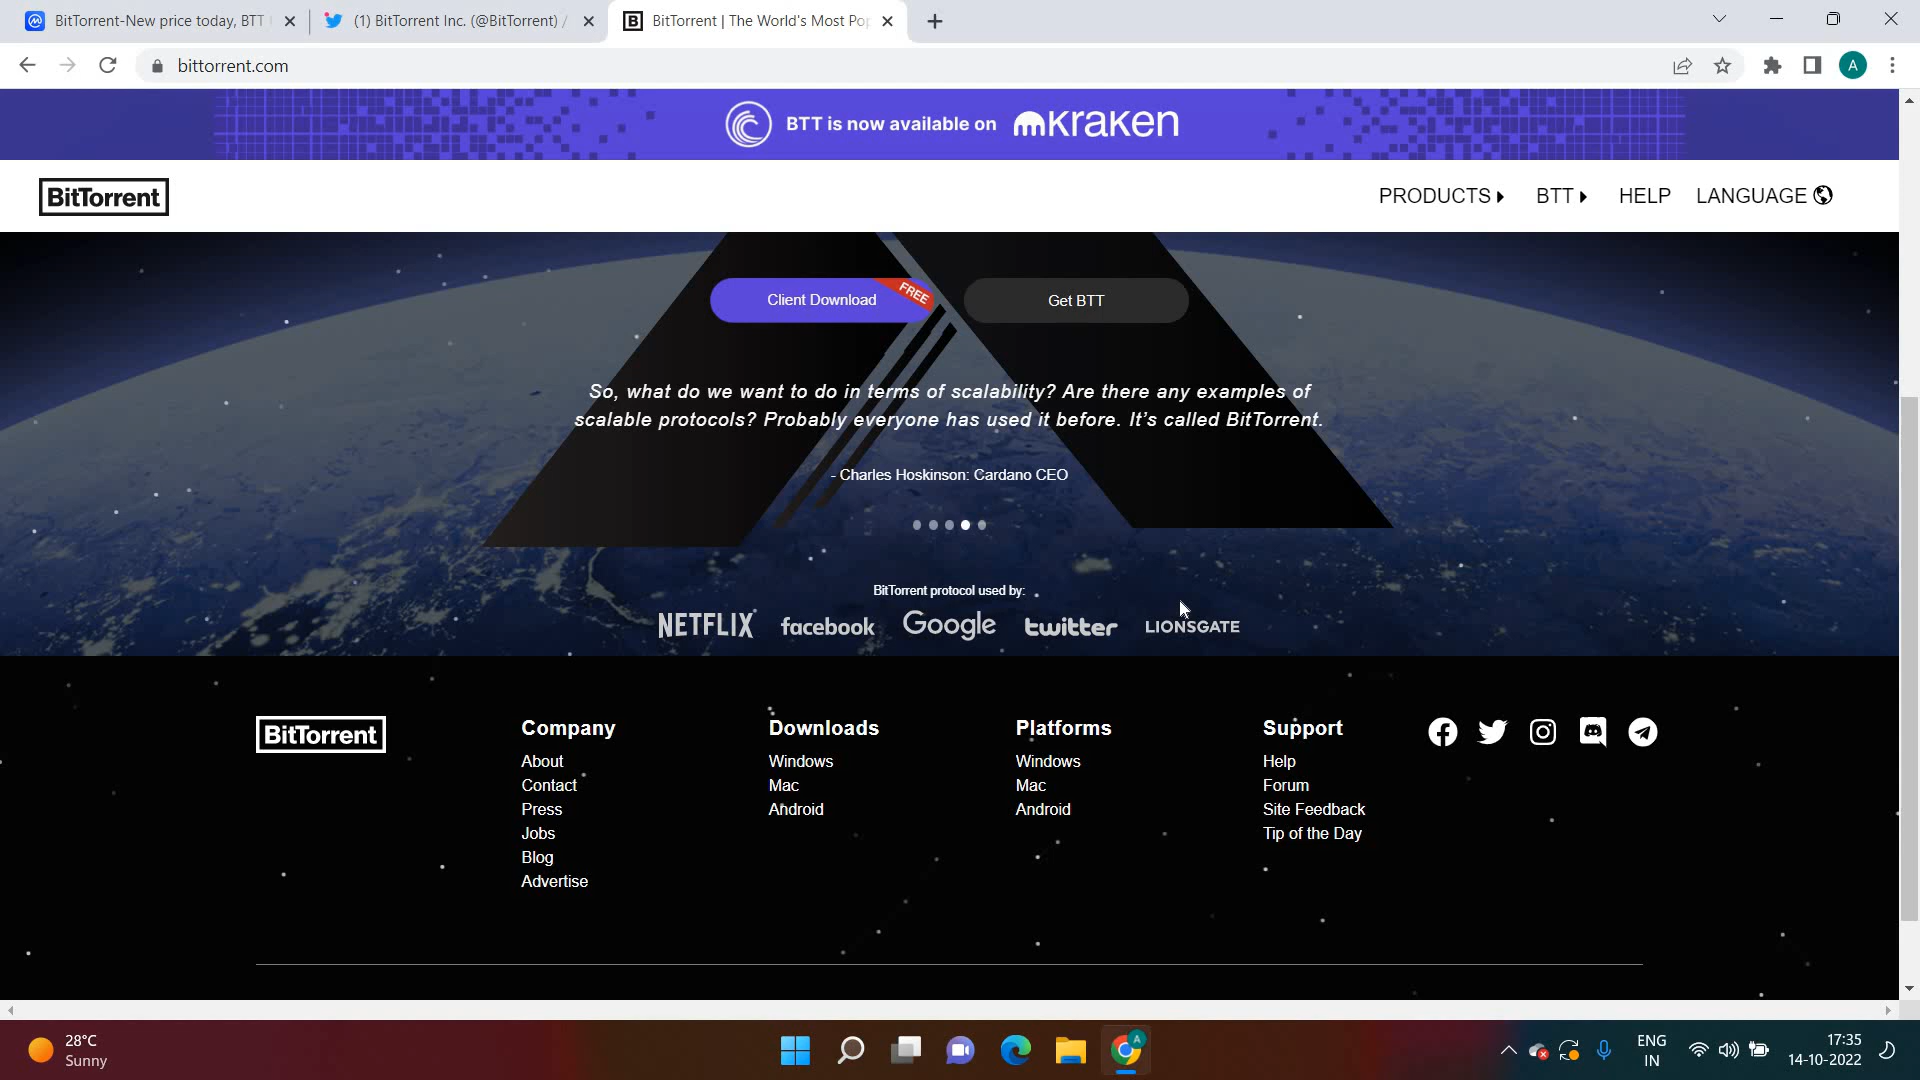 BitTorrent-New price today, BTT
(1) BitTorrent Inc. (@BitTorrent) /
BitTorrent | The World's Most Pop
bittorrent.com
A
BTT is now available on mkraken
BitTorrent
PRODUCTS
BTT
HELP
LANGUAGE
Client Download
FREE
Get BTT
So, what do we want to do in terms of scalability? Are there any examples of
scalable protocols? Probably everyone has used it before. It's called BitTorrent.
- Charles Hoskinson: Cardano CEO
BitTorrent protocol used by:
NETFLIX facebook Google twitter LIONSGATE
BitTorrent
Company
About
Contact
Press
Jobs
Blog
Advertise
Downloads
Windows
Mac
Android
Platforms
Windows
Mac
Android
Support
Help
Forum
Site Feedback
Tip of the Day
28°C
Sunny
A
ENG
IN
17:35
14-10-2022